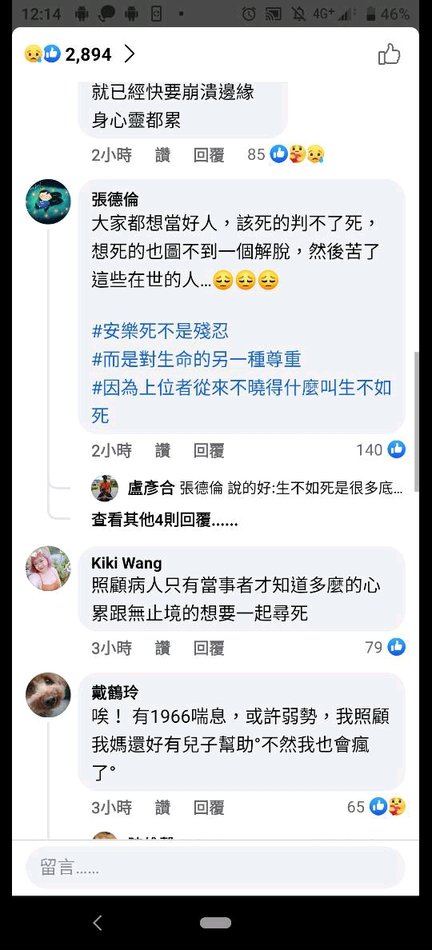 12:14
4G+
46%
2,894
就已經快要崩潰邊緣
身心靈都累
2小時 讚 回覆 85
張德倫
大家都想當好人，該死的判不了死，
想死的也圖不到一個解脫，然後苦了
這些在世的人...😔😔😔
#安樂死不是殘忍
#而是對生命的另一種尊重
#因為上位者從來不曉得什麼叫生不如
死
2小時 讚 回覆 140
盧彥合 張德倫 說的好:生不如死是很多底...
查看其他4則回覆......
Kiki Wang
照顧病人只有當事者才知道多麼的心
累跟無止境的想要一起尋死
3小時 讚 回覆 79
戴鶴玲
唉！ 有1966喘息，或許弱勢，我照顧
我媽還好有兒子幫助°不然我也會瘋
了°
3小時 讚 回覆 65
留言......